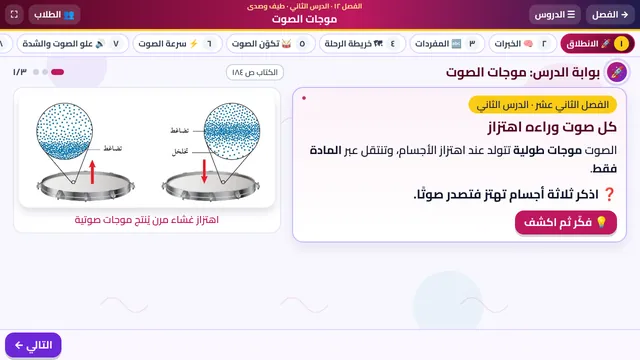 → الفصل
☰ الدروس
الفصل ١٢ · الدرس الثاني · طيف وصدى
موجات الصوت
👥 الطلاب
١ 🚀 الانطلاق
٢ 🧠 الخبرات
٣ 🔤 المفردات
٤ 🗺 خريطة الرحلة
٥ 🥁 تكوّن الصوت
٦ ⚡ سرعة الصوت
٧ 🔊 علو الصوت والشدة
٨
🚀 بوابة الدرس: موجات الصوت
الفصل الثاني عشر · الدرس الثاني
كل صوت وراءه اهتزاز
الصوت موجات طولية تتولد عند اهتزاز الأجسام، وتنتقل عبر المادة
فقط.
❓ اذكر ثلاثة أجسام تهتز فتصدر صوتًا.
💡 فكّر ثم اكشف
الكتاب ص ١٨٤
١/٣
تضاغط
تخلخل
تضاغط
اهتزاز غشاء مرن يُنتج موجات صوتية
التالي ←